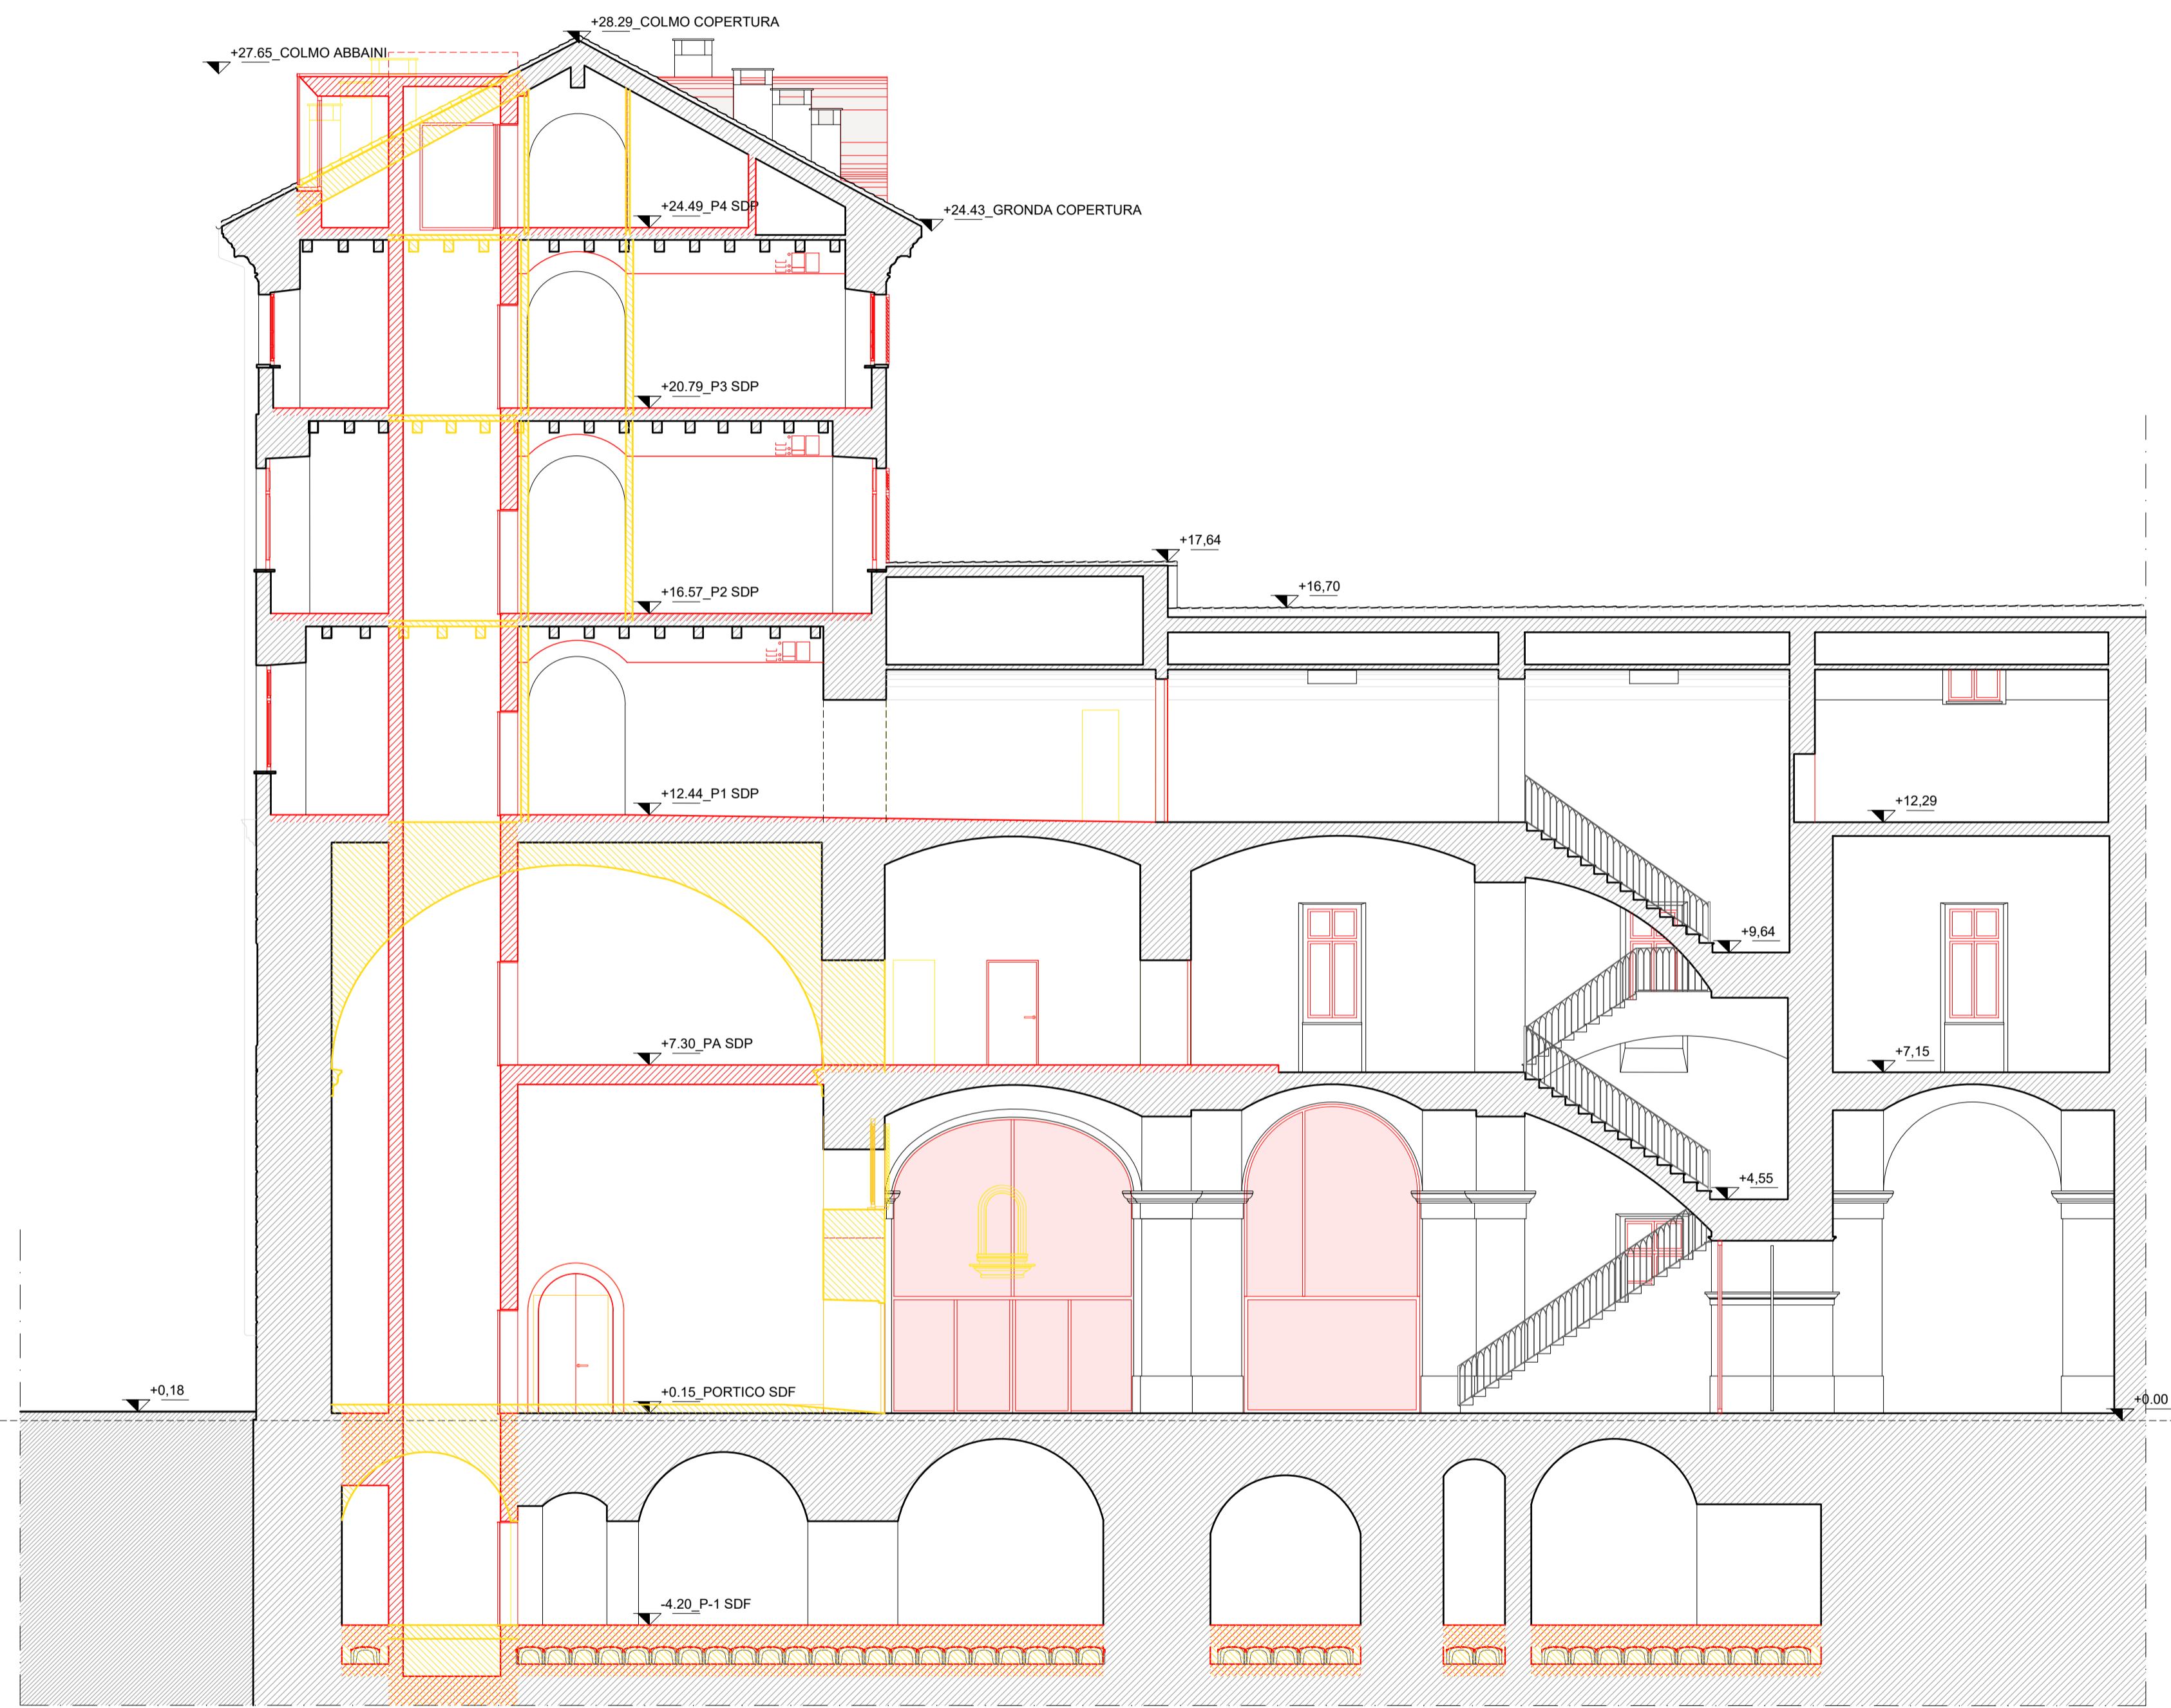 +28.29_COLMO COPERTURA
+27.65_COLMO ABBAINI
+24.49_P4 SDP
+24.43_GRONDA COPERTURA
+20.79_P3 SDP
+17,64
+16,70
+16.57_P2 SDP
+12.44_P1 SDP
+12,29
+9,64
+7.30_PA SDP
+7,15
+4,55
+0,18
+0.15_PORTICO SDF
+0.00
-4.20_P-1 SDF